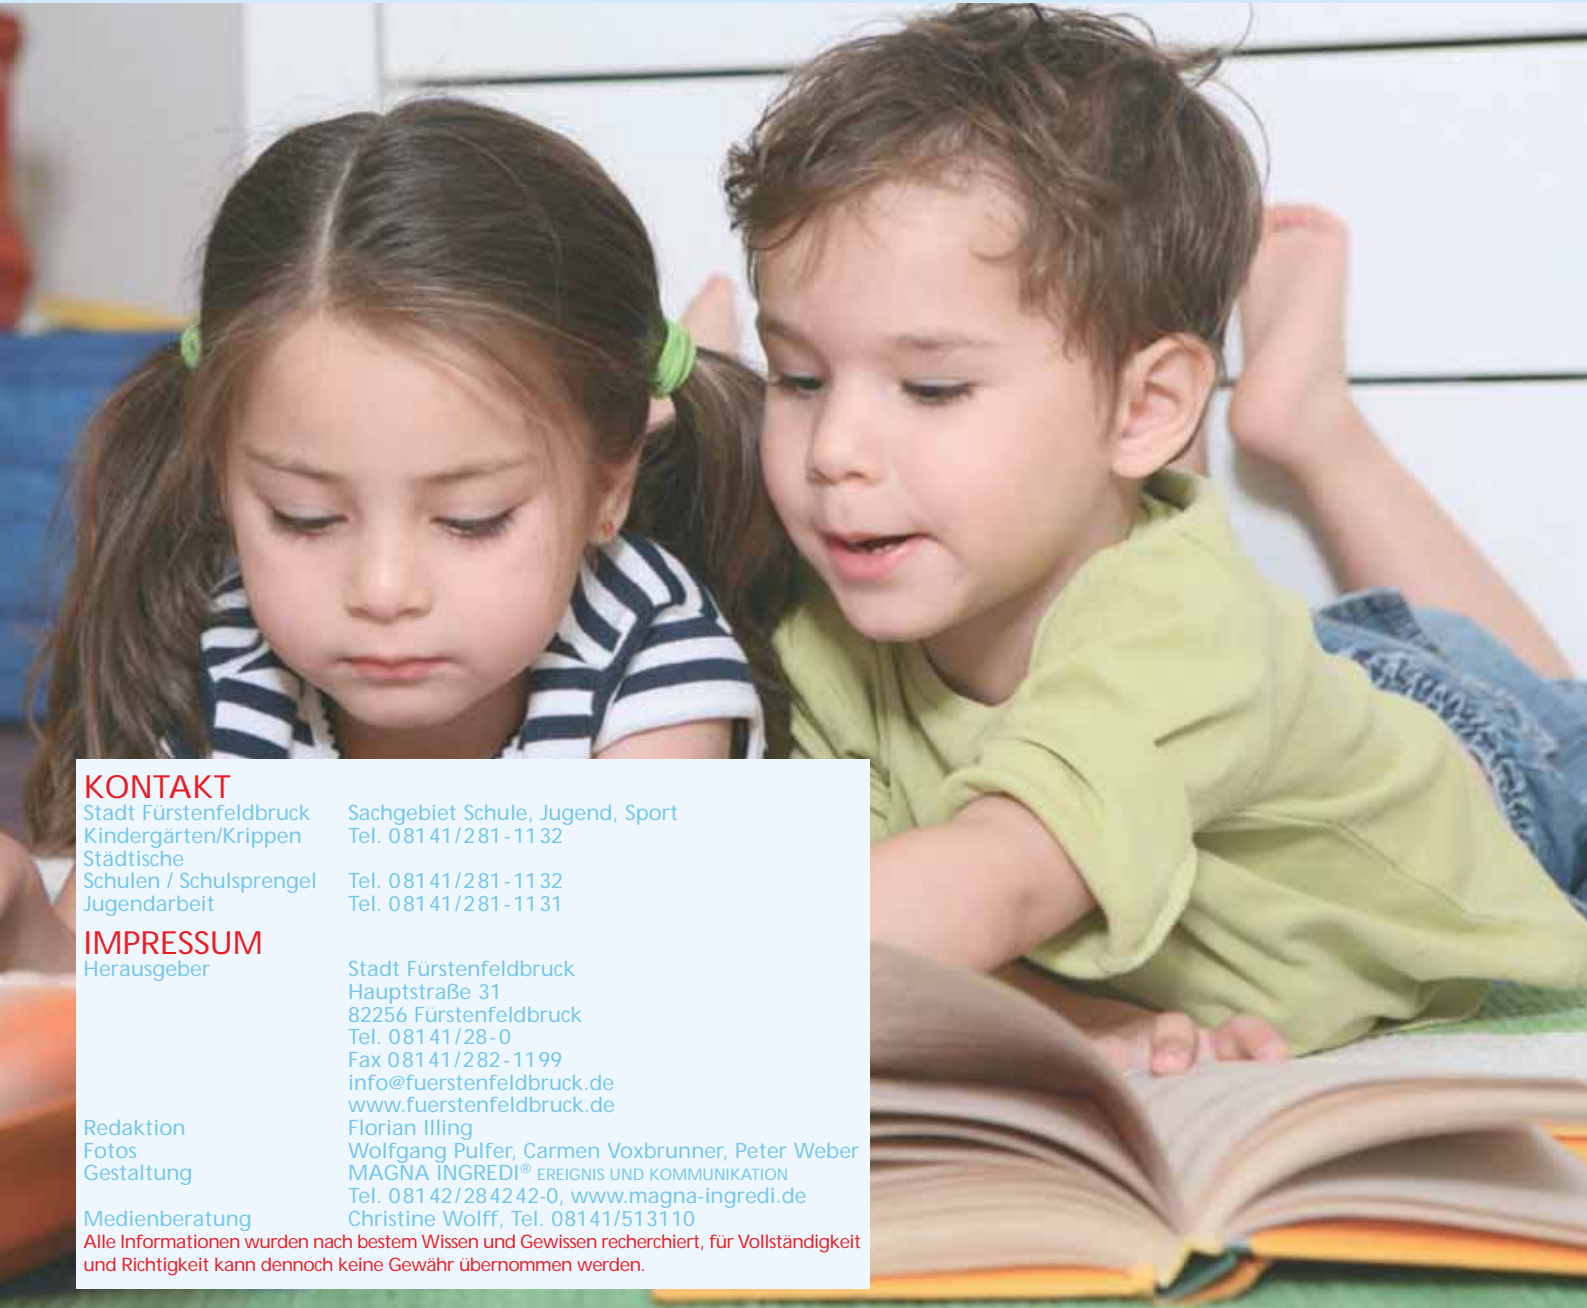 KONTAKT
Stadt Fürstenfeldbruck Sachgebiet Schule, Jugend, Sport
Kindergärten/Krippen Tel. 08141/281-1132
Städtische
Schulen / Schulsprengel Tel. 08141/281-1132
Jugendarbeit Tel. 08141/281-1131
IMPRESSUM
Herausgeber Stadt Fürstenfeldbruck
Hauptstraße 31
82256 Fürstenfeldbruck
Tel. 08141/28-0
Fax 08141/282-1199
info@fuerstenfeldbruck.de
www.fuerstenfeldbruck.de
Redaktion Florian Illing
Fotos Wolfgang Pulfer, Carmen Voxbrunner, Peter Weber
Gestaltung MAGNA INGREDI® EREIGNIS UND KOMMUNIKATION
Tel. 08142/284242-0, www.magna-ingredi.de
Medienberatung Christine Wolff, Tel. 08141/513110
Alle Informationen wurden nach bestem Wissen und Gewissen recherchiert, für Vollständigkeit
und Richtigkeit kann dennoch keine Gewähr übernommen werden.